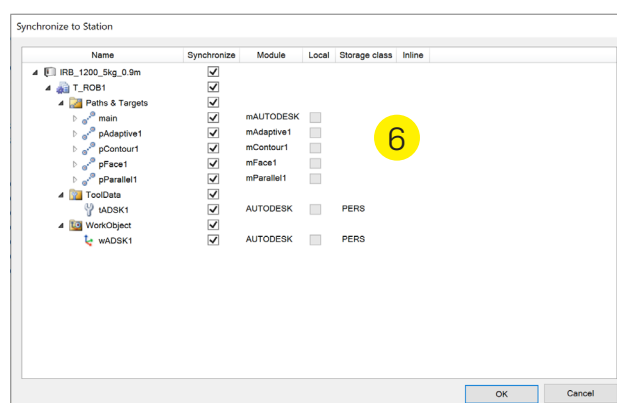 Synchronize to Station
Name Synchronize Module Local Storage class Inline
IRB_1200_5kg_0.9m
T_ROB1
Paths & Targets
main mAUTODESK
pAdaptive1 mAdaptive1
pContour1 mContour1
pFace1 mFace1
pParallel1 mParallel1
ToolData
tADSK1 AUTODESK PERS
WorkObject
wADSK1 AUTODESK PERS
6
OK Cancel